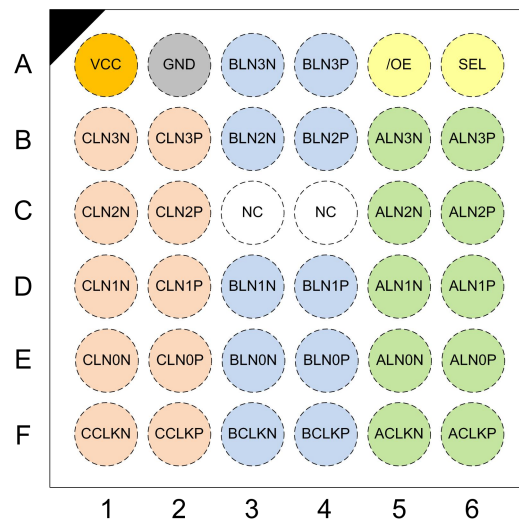 A VCC GND BLN3N BLN3P /OE SEL
B CLN3N CLN3P BLN2N BLN2P ALN3N ALN3P
C CLN2N CLN2P NC NC ALN2N ALN2P
D CLN1N CLN1P BLN1N BLN1P ALN1N ALN1P
E CLN0N CLN0P BLN0N BLN0P ALN0N ALN0P
F CCLKN CCLKP BCLKN BCLKP ACLKN ACLKP
1 2 3 4 5 6